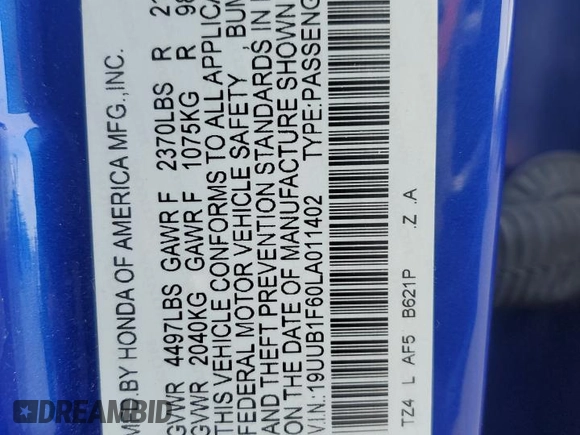 MFD BY HONDA OF AMERICA MFG.,INC.
GVWR 4497LBS GAWR F 2370LBS R
GVWR 2040KG GAWR F 1075KG R
THIS VEHICLE CONFORMS TO ALL
FEDERAL MOTOR VEHICLE SAFETY,
AND THEFT PREVENTION STANDARDS IN
ON THE DATE OF MANUFACTURE SHOWN
V.I.N.:19UUB1F60LA011402 TYPE:
TZ4 L AF5 B621P .Z .A
DREAMBID